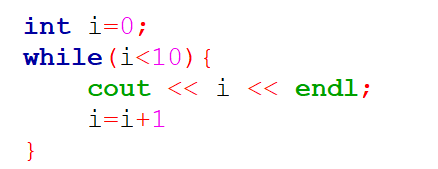 int i=0;
while(i<10){
    cout << i << endl;
    i=i+1
}